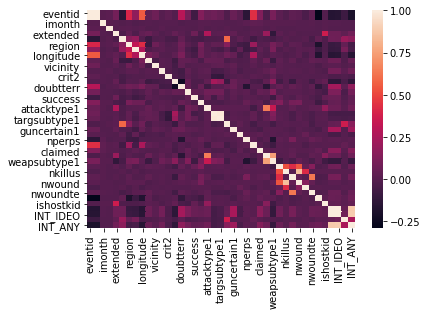 eventid
imonth
extended
region
longitude
vicinity
crit2
doubtterr
success
attacktype1
targsubtype1
guncertain1
nperps
claimed
weapsubtype1
nkillus
nwound
nwoundte
ishostkid
INT_IDEO
INT_ANY
eventid
imonth
extended
region
longitude
vicinity
crit2
doubtterr
success
attacktype1
targsubtype1
guncertain1
nperps
claimed
weapsubtype1
nkillus
nwound
nwoundte
ishostkid
INT_IDEO
INT_ANY
1.00
0.75
0.50
0.25
0.00
−0.25